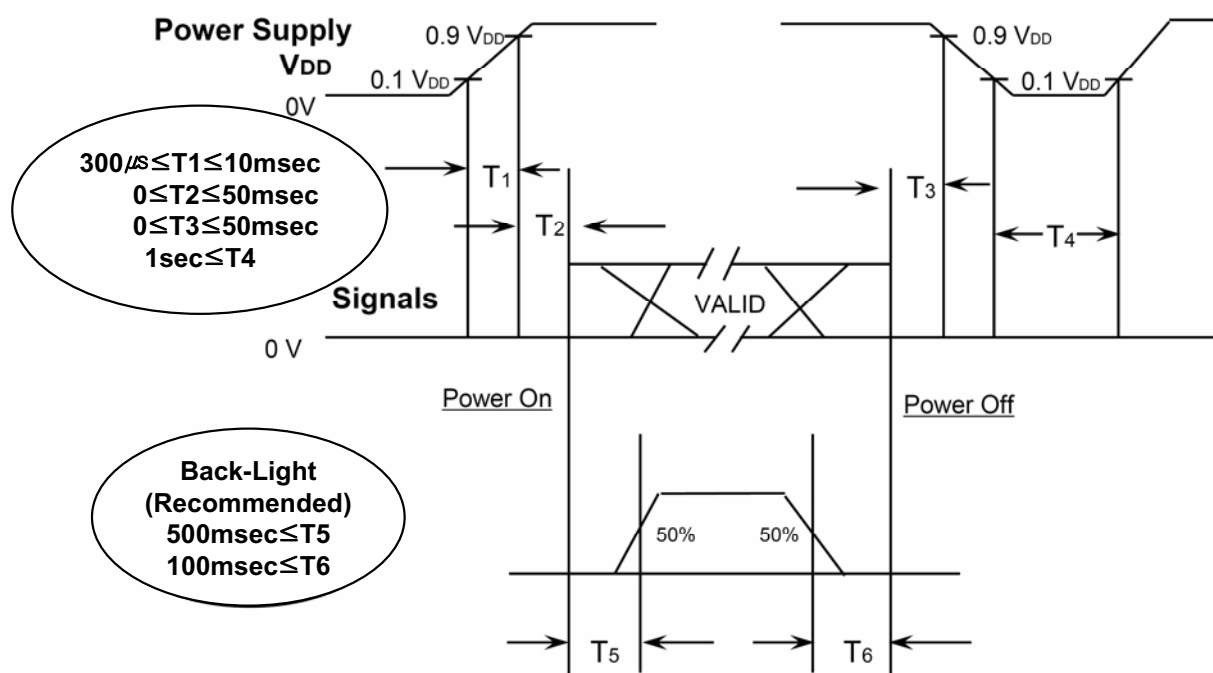 Power Supply
VDD
0.9 VDD
0.1 VDD
0V
0.9 VDD
0.1 VDD
300μs≦T1≦10msec
0≦T2≦50msec
0≦T3≦50msec
1sec≦T4
T1
T2
T3
T4
Signals
VALID
0 V
Power On
Power Off
Back-Light
(Recommended)
500msec≦T5
100msec≦T6
50%
50%
T5
T6